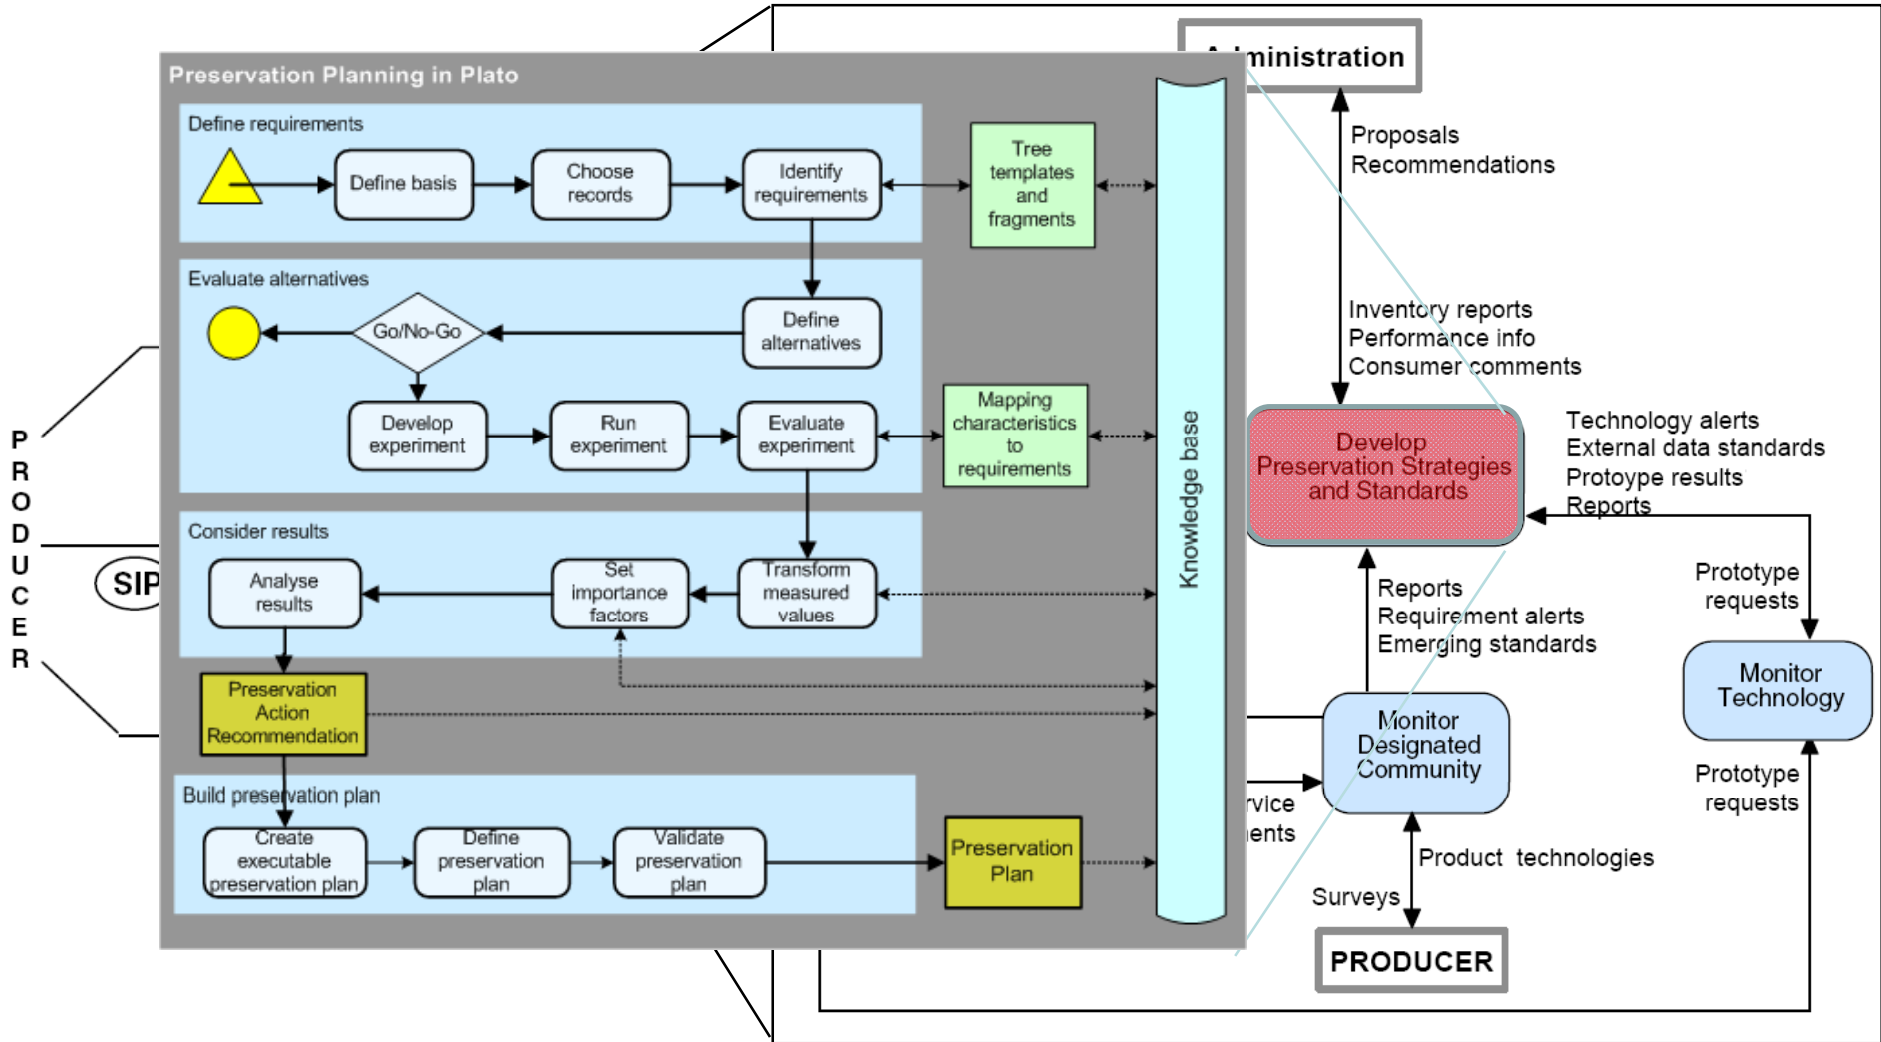 Preservation Planning in Plato
Define requirements
Define basis
Choose
records
Identify
requirements
Tree
templates
and
fragments
Evaluate alternatives
Go/No-Go
Define
alternatives
Develop
experiment
Run
experiment
Evaluate
experiment
Mapping
characteristics
to
requirements
Consider results
Analyse
results
Set
importance
factors
Transform
measured
values
Preservation
Action
Recommendation
Build preservation plan
Create
executable
preservation plan
Define
preservation
plan
Validate
preservation
plan
Preservation
Plan
Knowledge base
PRODUCER
SIP
Administration
Proposals
Recommendations
Inventory reports
Performance info
Consumer comments
Develop
Preservation Strategies
and Standards
Technology alerts
External data standards
Protoype results
Reports
Prototype
requests
Reports
Requirement alerts
Emerging standards
Monitor
Technology
Monitor
Designated
Community
Prototype
requests
Product technologies
Surveys
PRODUCER